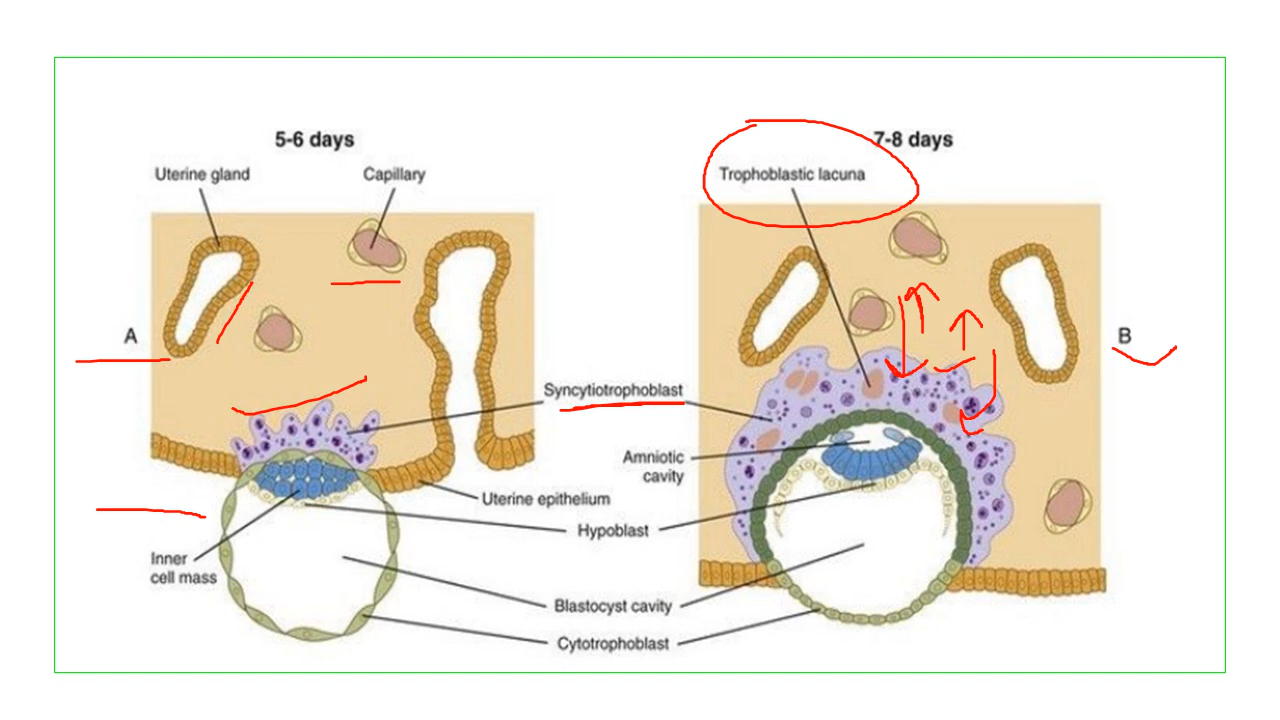 5-6 days
7-8 days
Uterine gland
Capillary
Trophoblastic lacuna
A
B
Syncytiotrophoblast
Amniotic
cavity
Uterine epithelium
Hypoblast
Inner
cell mass
Blastocyst cavity
Cytotrophoblast